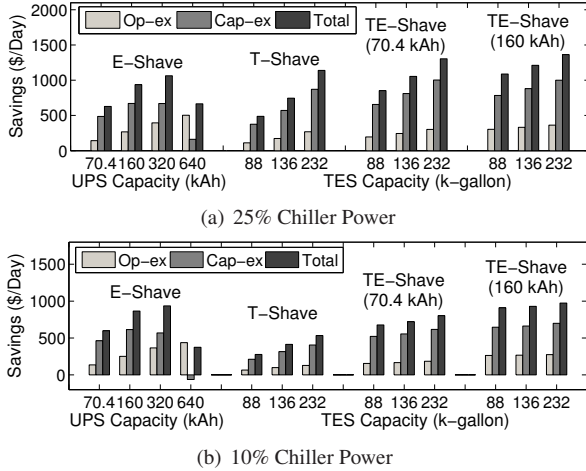 2000
1500
1000
500
0
Savings ($/Day)
Op−ex Cap−ex Total
E−Shave
T−Shave
TE−Shave
(70.4 kAh)
TE−Shave
(160 kAh)
70.4 160 320 640 88 136 232 88 136 232 88 136 232
UPS Capacity (kAh) TES Capacity (k−gallon)
(a) 25% Chiller Power
1500
1000
500
0
Savings ($/Day)
Op−ex Cap−ex Total
E−Shave
T−Shave
TE−Shave
(70.4 kAh)
TE−Shave
(160 kAh)
70.4 160 320 640 88 136 232 88 136 232 88 136 232
UPS Capacity (kAh) TES Capacity (k−gallon)
(b) 10% Chiller Power